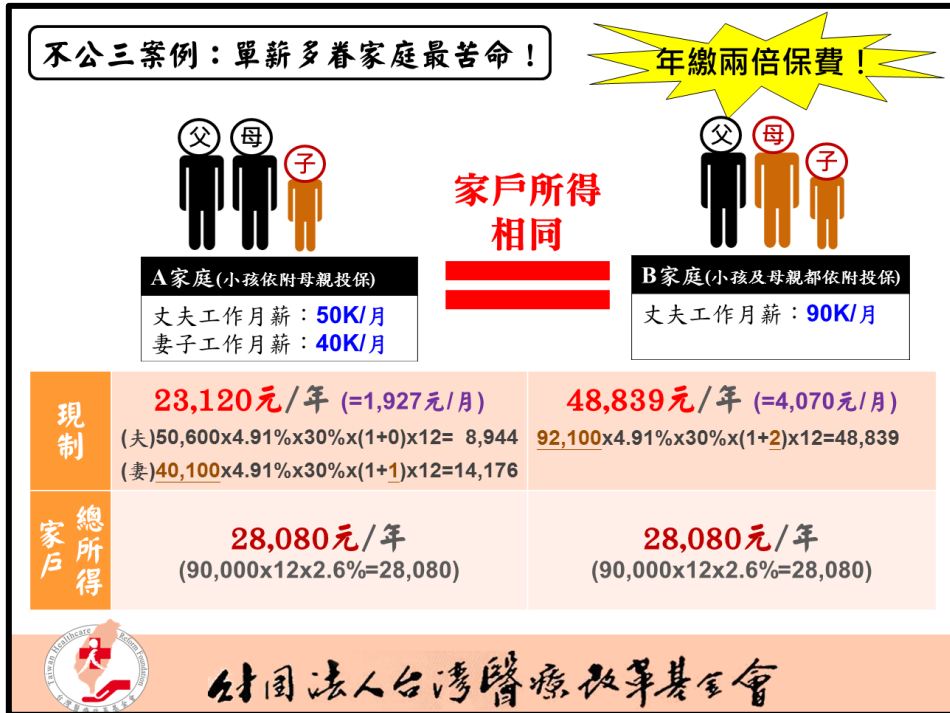 不公三案例：單薪多眷家庭最苦命！
年繳兩倍保費！
父 母 子
家戶所得
相同
父 母 子
A家庭(小孩依附母親投保)
丈夫工作月薪：50K/月
妻子工作月薪：40K/月
B家庭(小孩及母親都依附投保)
丈夫工作月薪：90K/月
現制
23,120元/年 (=1,927元/月)
(夫)50,600x4.91%x30%x(1+0)x12= 8,944
(妻)40,100x4.91%x30%x(1+1)x12=14,176
48,839元/年 (=4,070元/月)
92,100x4.91%x30%x(1+2)x12=48,839
家戶
總所得
28,080元/年
(90,000x12x2.6%=28,080)
28,080元/年
(90,000x12x2.6%=28,080)
Taiwan Healthcare Reform Foundation
台灣醫療改革基金會
財團法人台灣醫療改革基金會